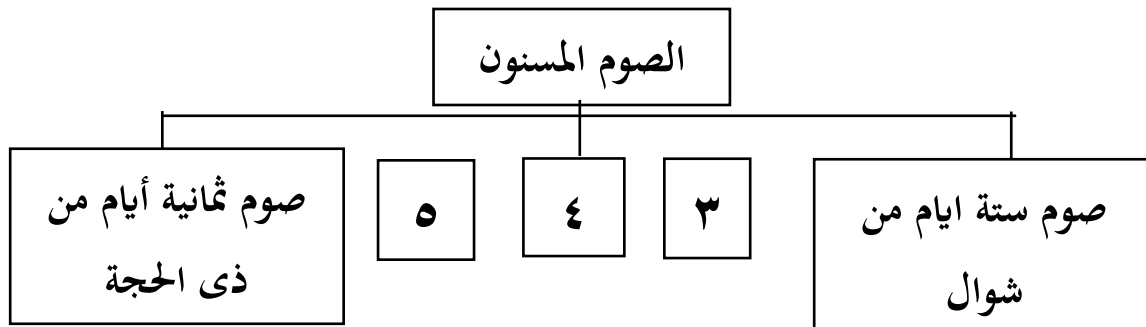 الصوم المسنون
صوم ستة ايام من
شوال
٣
٤
٥
صوم ثمانية أيام من
ذى الحجة